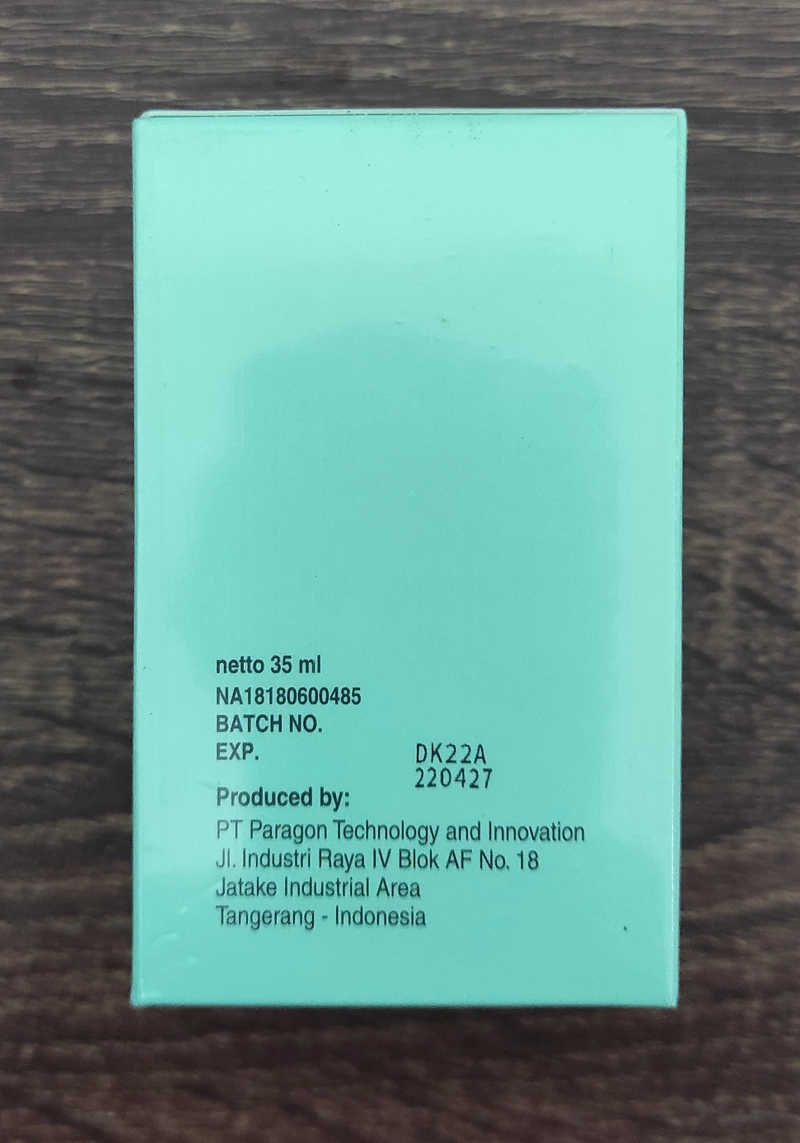 netto 35 ml
NA18180600485
BATCH NO.
EXP.
DK22A
220427
Produced by:
PT Paragon Technology and Innovation
Jl. Industri Raya IV Blok AF No. 18
Jatake Industrial Area
Tangerang - Indonesia